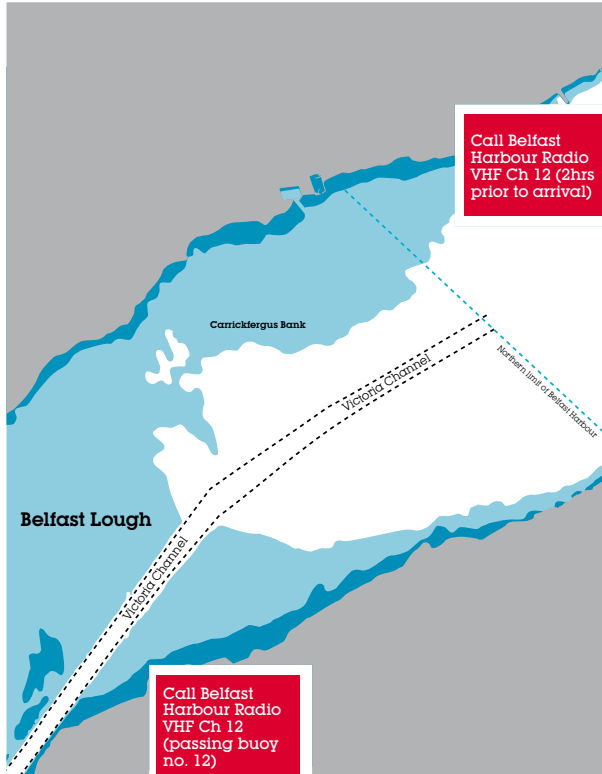 Call Belfast
Harbour Radio
VHF Ch 12 (2hrs
prior to arrival)
Carrickfergus Bank
Northern limit of Belfast Harbour
Victoria Channel
Belfast Lough
Victoria Channel
Call Belfast
Harbour Radio
VHF Ch 12
(passing buoy
no. 12)